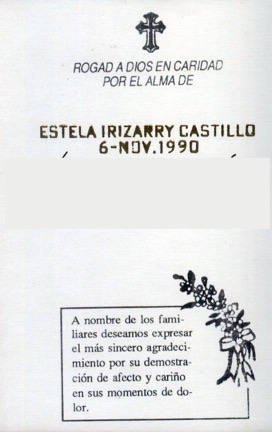 ROGAD A DIOS EN CARIDAD
POR EL ALMA DE
ESTELA IRIZARRY CASTILLO
6-NOV.1990
A nombre de los fami-
liares deseamos expresar
el más sincero agradeci-
miento por su demostra-
ción de afecto y cariño
en sus momentos de do-
lor.